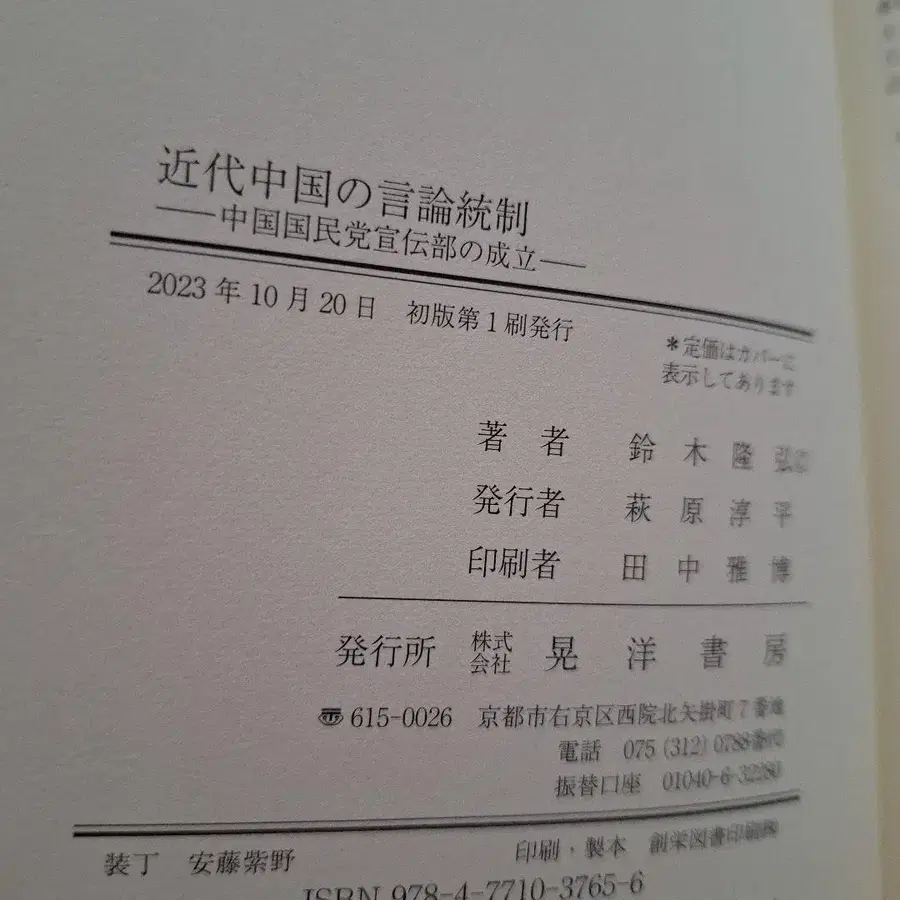 近代中国の言論統制
——中国国民党宣伝部の成立——
2023年10月20日 初版第1刷発行
*定価はカバーに
表示してあります
著者 鈴木隆弘©
発行者 萩原淳平
印刷者 田中雅博
発行所 株式会社 晃洋書房
〒615-0026 京都市右京区西院北矢掛町7番地
電話 075(312)0788番代
振替口座 01040-6-32280
装丁 安藤紫野 印刷・製本 創栄図書印刷㈱
ISBN 978-4-7710-3765-6